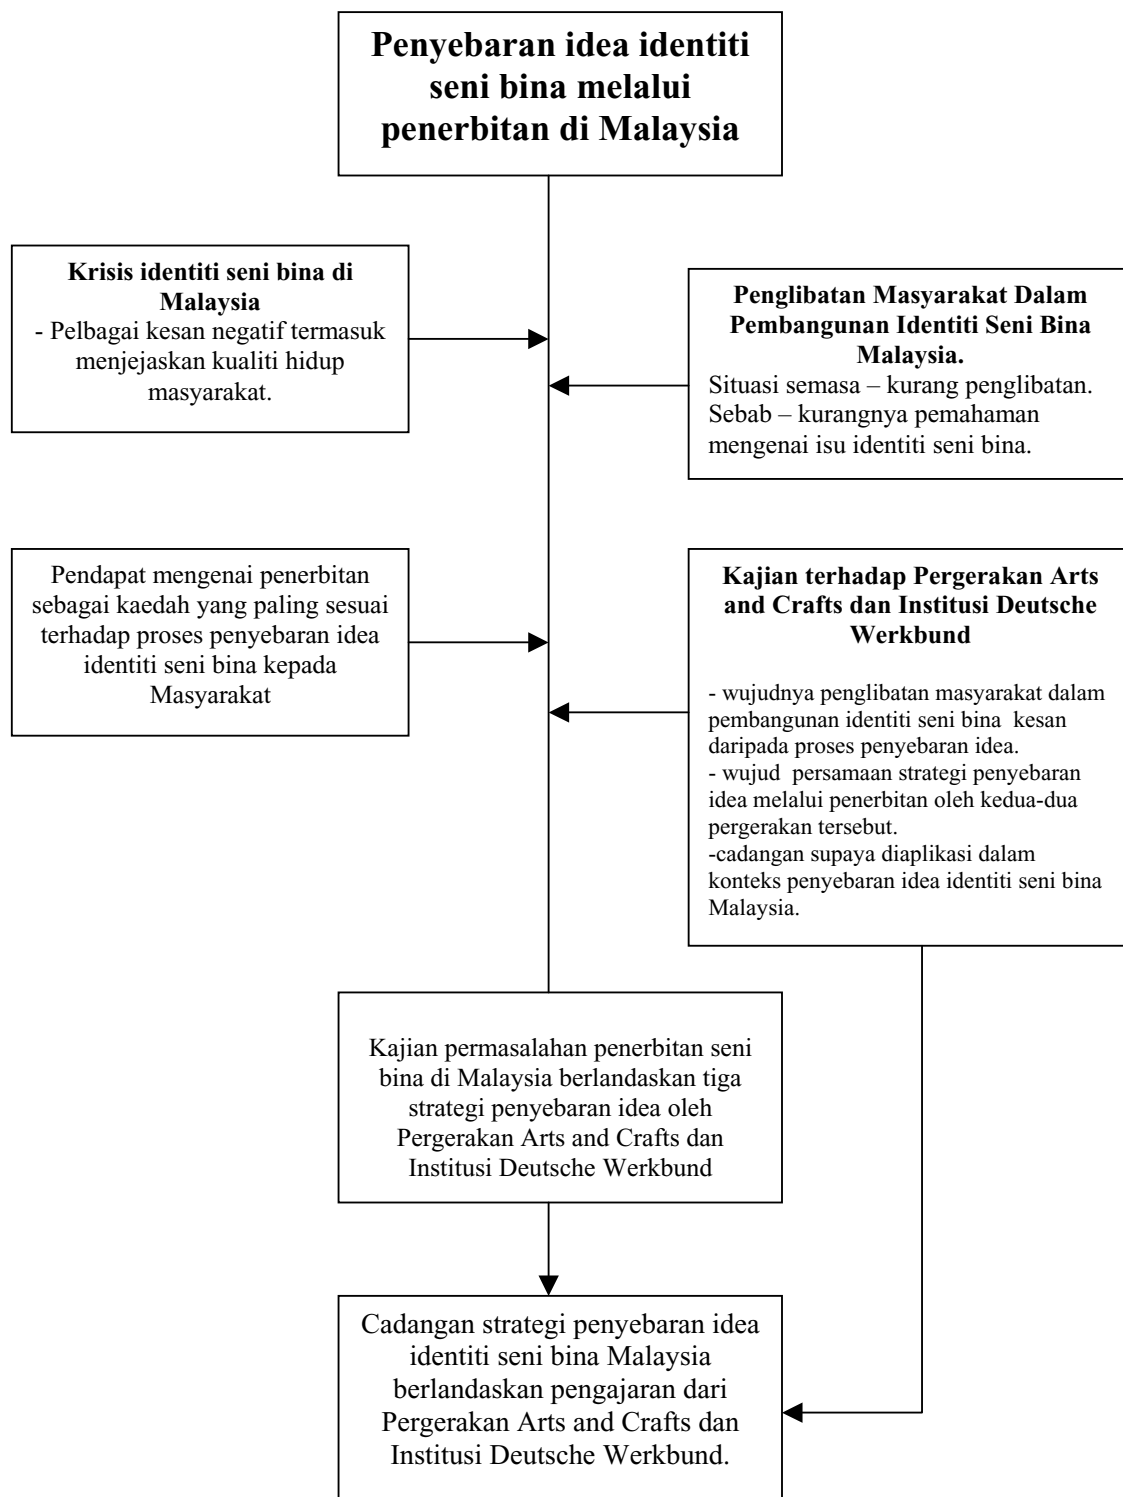 Penyebaran idea identiti
seni bina melalui
penerbitan di Malaysia
Krisis identiti seni bina di
Malaysia
- Pelbagai kesan negatif termasuk
menjejaskan kualiti hidup
masyarakat.
Penglibatan Masyarakat Dalam
Pembangunan Identiti Seni Bina
Malaysia.
Situasi semasa – kurang penglibatan.
Sebab – kurangnya pemahaman
mengenai isu identiti seni bina.
Pendapat mengenai penerbitan
sebagai kaedah yang paling sesuai
terhadap proses penyebaran idea
identiti seni bina kepada
Masyarakat
Kajian terhadap Pergerakan Arts
and Crafts dan Institusi Deutsche
Werkbund
- wujudnya penglibatan masyarakat dalam
pembangunan identiti seni bina  kesan
daripada proses penyebaran idea.
- wujud  persamaan strategi penyebaran
idea melalui penerbitan oleh kedua-dua
pergerakan tersebut.
-cadangan supaya diaplikasi dalam
konteks penyebaran idea identiti seni bina
Malaysia.
Kajian permasalahan penerbitan seni
bina di Malaysia berlandaskan tiga
strategi penyebaran idea oleh
Pergerakan Arts and Crafts dan
Institusi Deutsche Werkbund
Cadangan strategi penyebaran idea
identiti seni bina Malaysia
berlandaskan pengajaran dari
Pergerakan Arts and Crafts dan
Institusi Deutsche Werkbund.